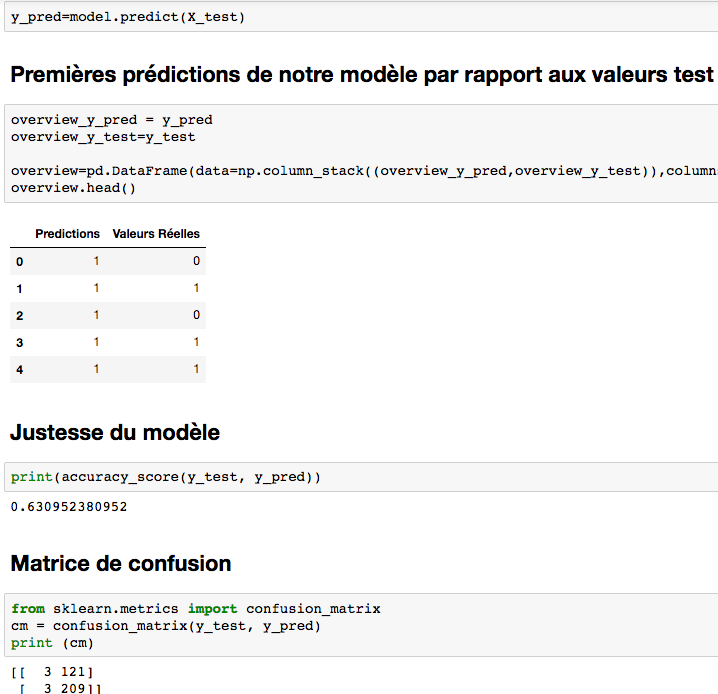 y_pred=model.predict(X_test)
Premières prédictions de notre modèle par rapport aux valeurs test
overview_y_pred = y_pred
overview_y_test=y_test
overview=pd.DataFrame(data=np.column_stack((overview_y_pred,overview_y_test)),column
overview.head()
Predictions Valeurs Réelles
0 1 0
1 1 1
2 1 0
3 1 1
4 1 1
Justesse du modèle
print(accuracy_score(y_test, y_pred))
0.630952380952
Matrice de confusion
from sklearn.metrics import confusion_matrix
cm = confusion_matrix(y_test, y_pred)
print (cm)
[[ 3 121]
[ 3 209]]